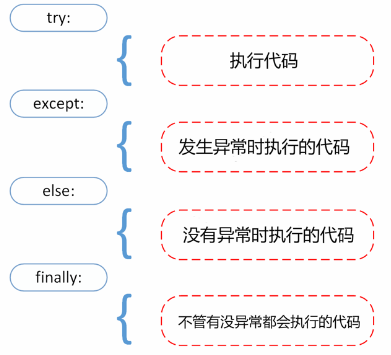 try:
执行代码
except:
发生异常时执行的代码
else:
没有异常时执行的代码
finally:
不管有没异常都会执行的代码